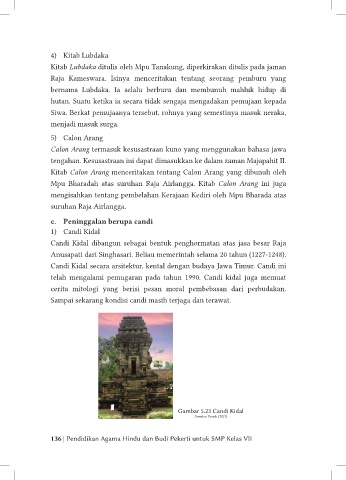 4) Kitab Lubdaka
Kitab Lubdaka ditulis oleh Mpu Tanakung, diperkirakan ditulis pada jaman
Raja Kameswara. Isinya menceritakan tentang seorang pemburu yang
bernama Lubdaka. Ia selalu berburu dan membunuh mahluk hidup di
hutan. Suatu ketika ia secara tidak sengaja mengadakan pemujaan kepada
Siwa. Berkat pemujaanya tersebut, rohnya yang semestinya masuk neraka,
menjadi masuk surga.
5) Calon Arang
Calon Arang termasuk kesusastraan kuno yang menggunakan bahasa jawa
tengahan. Kesusastraan ini dapat dimasukkan ke dalam zaman Majapahit II.
Kitab Calon Arang menceritakan tentang Calon Arang yang dibunuh oleh
Mpu Bharadah atas suruhan Raja Airlangga. Kitab Calon Arang ini juga
mengisahkan tentang pembelahan Kerajaan Kediri oleh Mpu Bharada atas
suruhan Raja Airlangga.
c. Peninggalan berupa candi
1) Candi Kidal
Candi Kidal dibangun sebagai bentuk penghormatan atas jasa besar Raja
Anusapati dari Singhasari. Beliau memerintah selama 20 tahun (1227-1248).
Candi Kidal secara arsitektur, kental dengan budaya Jawa Timur. Candi ini
telah mengalami pemugaran pada tahun 1990. Candi kidal juga memuat
cerita mitologi yang berisi pesan moral pembebasan dari perbudakan.
Sampai sekarang kondisi candi masih terjaga dan terawat.
Gambar 5.23 Candi Kidal
136 | Pendidikan Agama Hindu dan Budi Pekerti untuk SMP Kelas VII